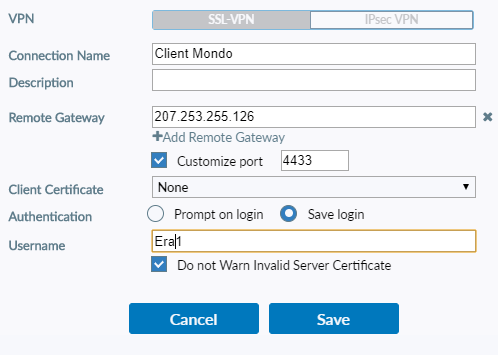 VPN SSL-VPN IPsec VPN
Connection Name Client Mondo
Description
Remote Gateway 207.253.255.126
Add Remote Gateway
Customize port 4433
Client Certificate None
Authentication Prompt on login Save login
Username Era1
Do not Warn Invalid Server Certificate
Cancel Save